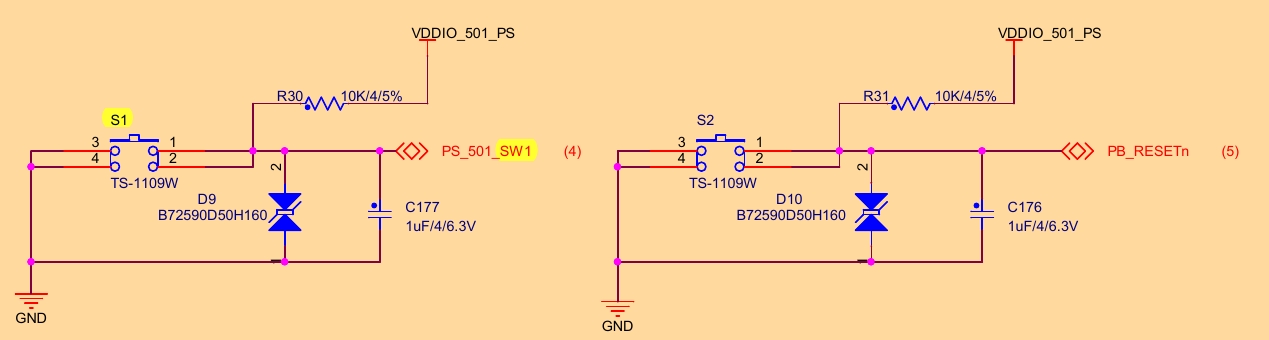 VDDIO_501_PS
R30 10K/4/5%
S1
3 1
4 2
TS-1109W
PS_501_SW1 (4)
2
D9
B72590D50H160
C177
1uF/4/6.3V
1
GND
VDDIO_501_PS
R31 10K/4/5%
S2
3 1
4 2
TS-1109W
PB_RESETn (5)
2
D10
B72590D50H160
C176
1uF/4/6.3V
1
GND